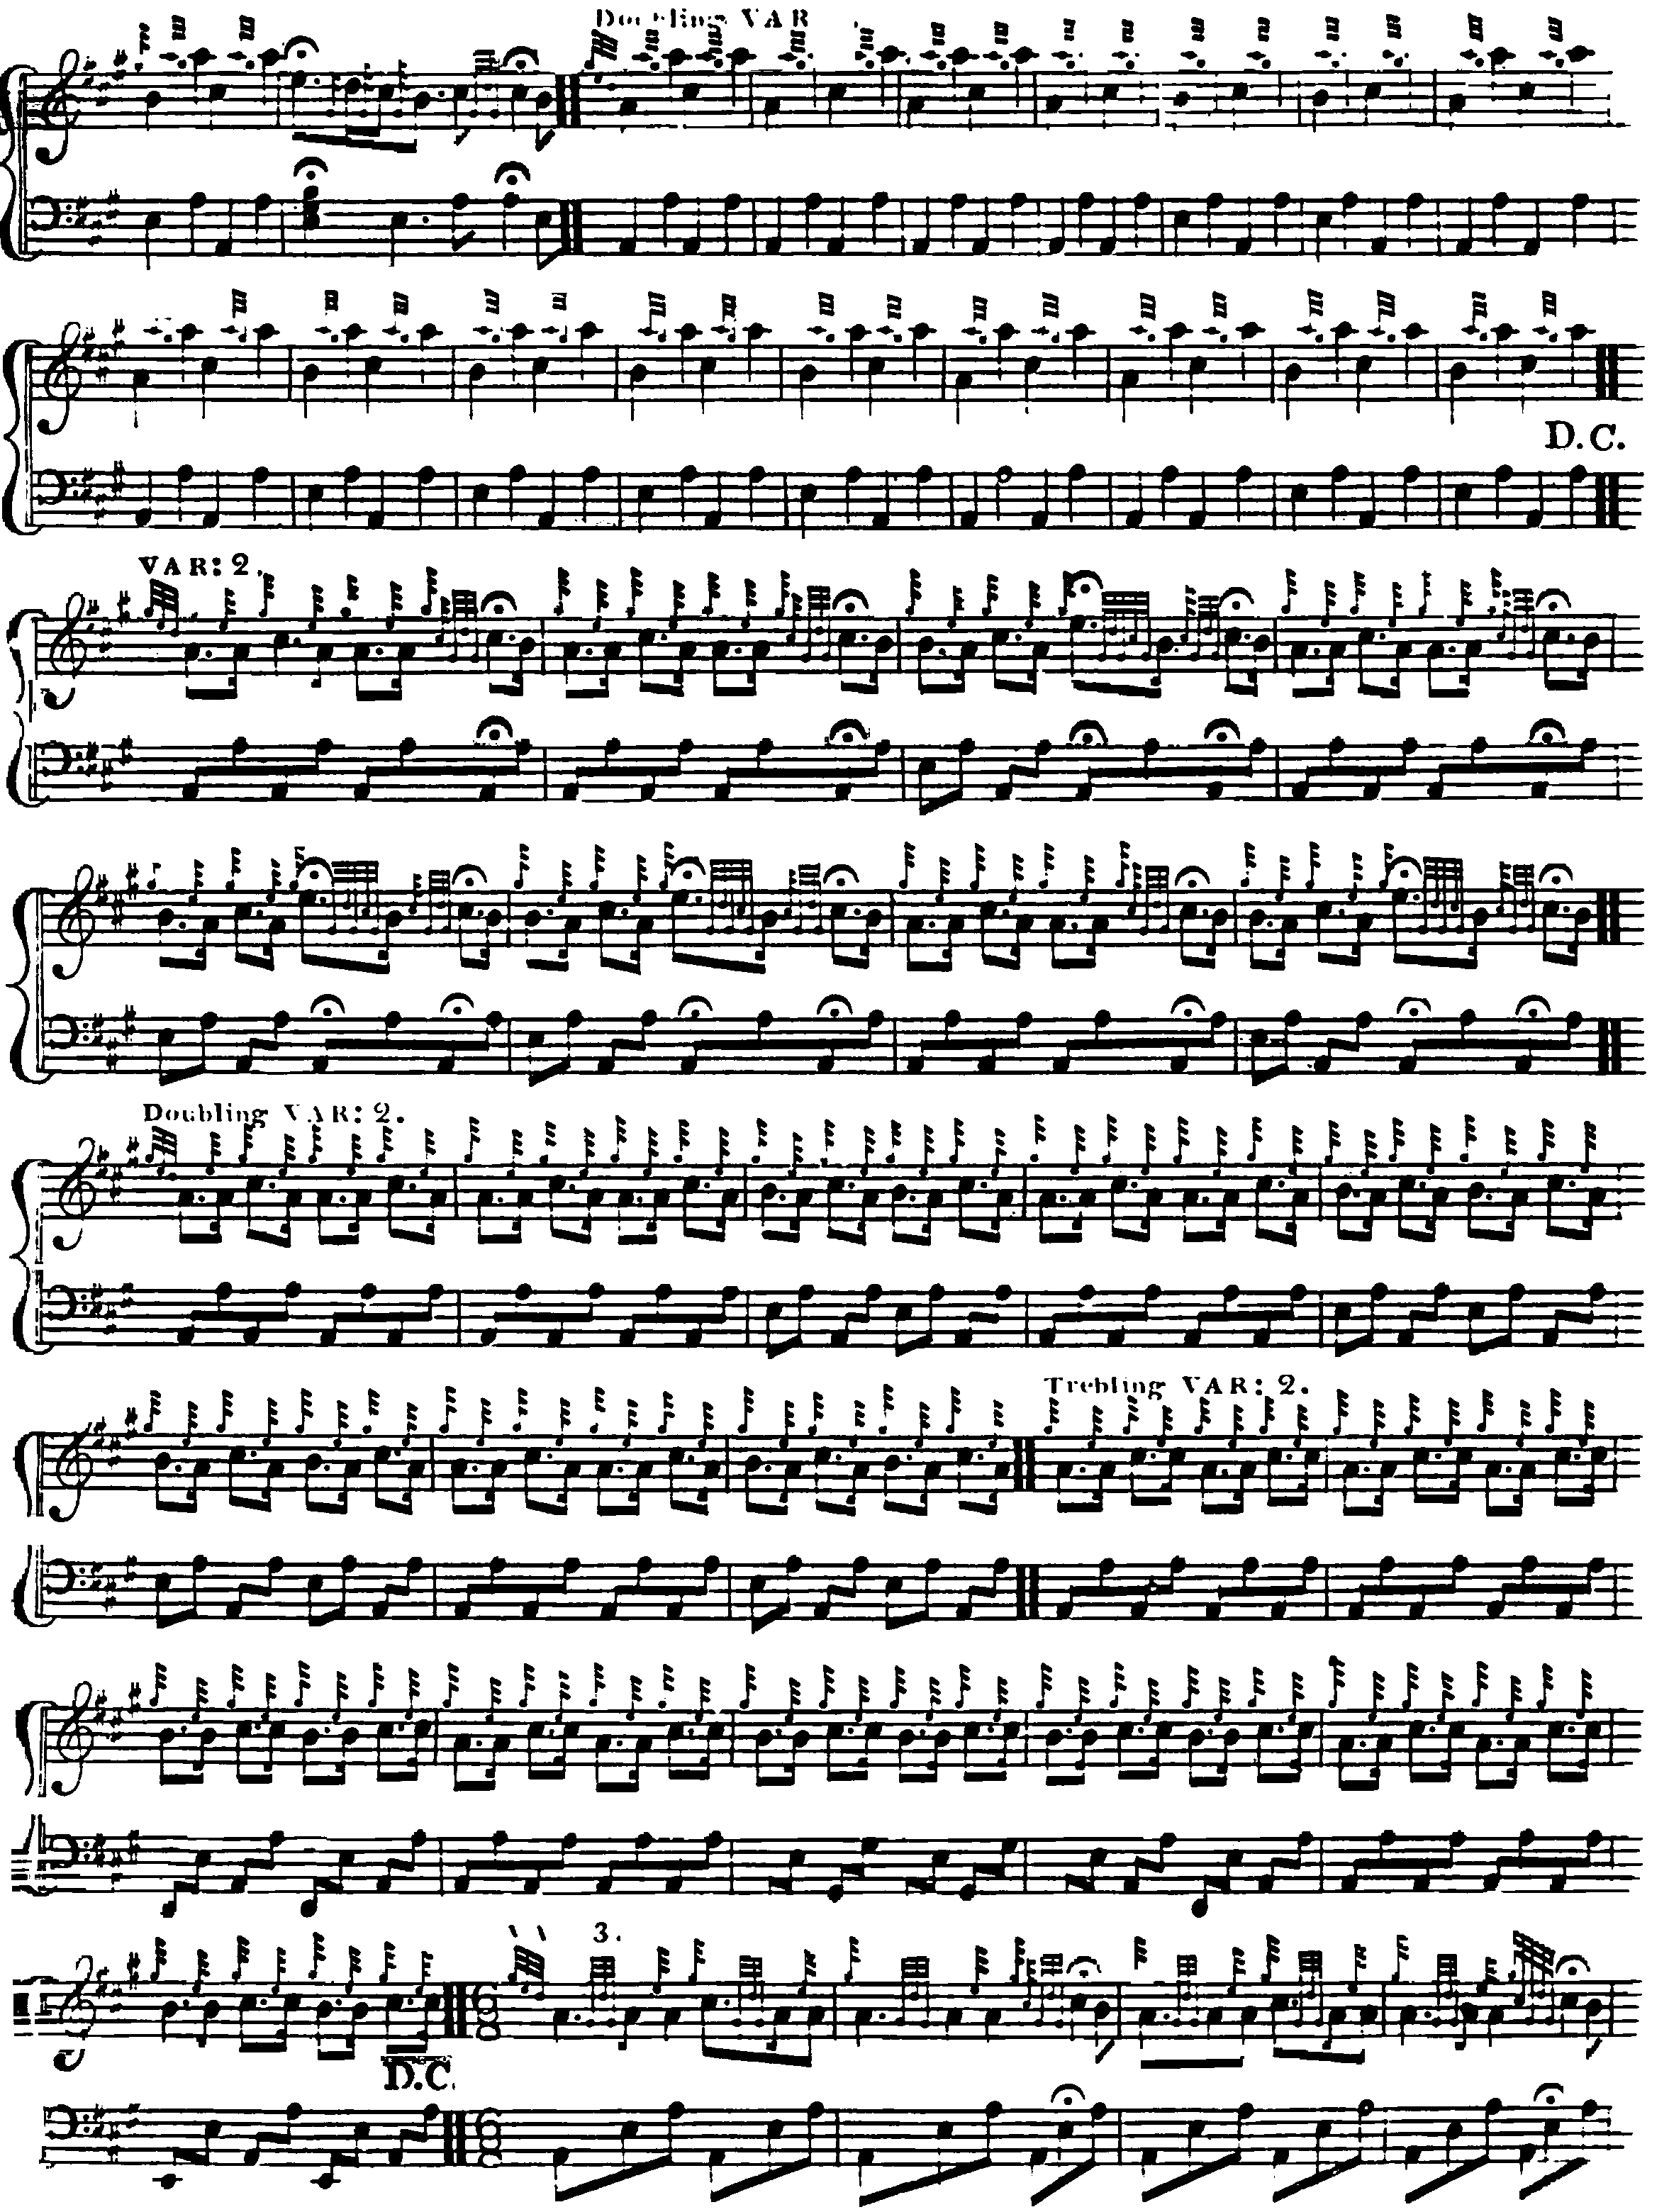 Doubling VAR
D.C.
VAR: 2.
Doubling VAR: 2.
Trebling VAR: 2.
3.
D.C.